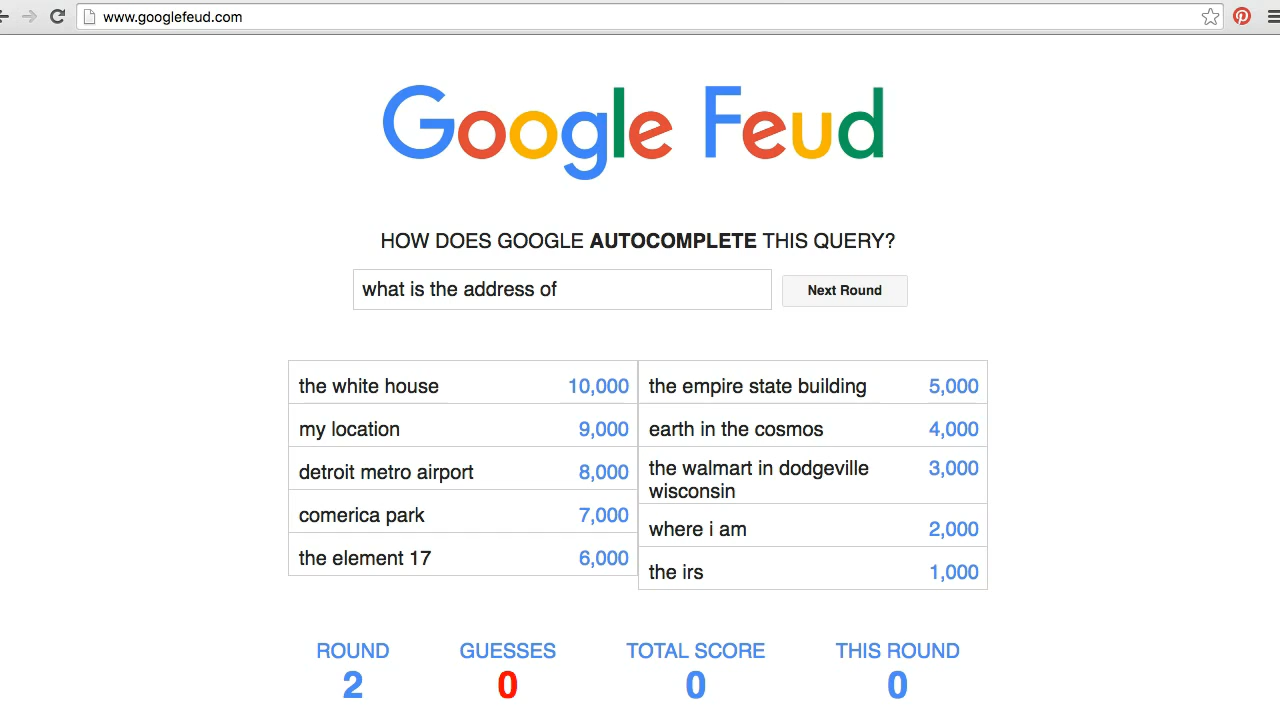 www.googlefeud.com
Google Feud
HOW DOES GOOGLE AUTOCOMPLETE THIS QUERY?
what is the address of
Next Round
the white house 10,000
my location 9,000
detroit metro airport 8,000
comerica park 7,000
the element 17 6,000
the empire state building 5,000
earth in the cosmos 4,000
the walmart in dodgeville 3,000
wisconsin
where i am 2,000
the irs 1,000
ROUND GUESSES TOTAL SCORE THIS ROUND
2 0 0 0